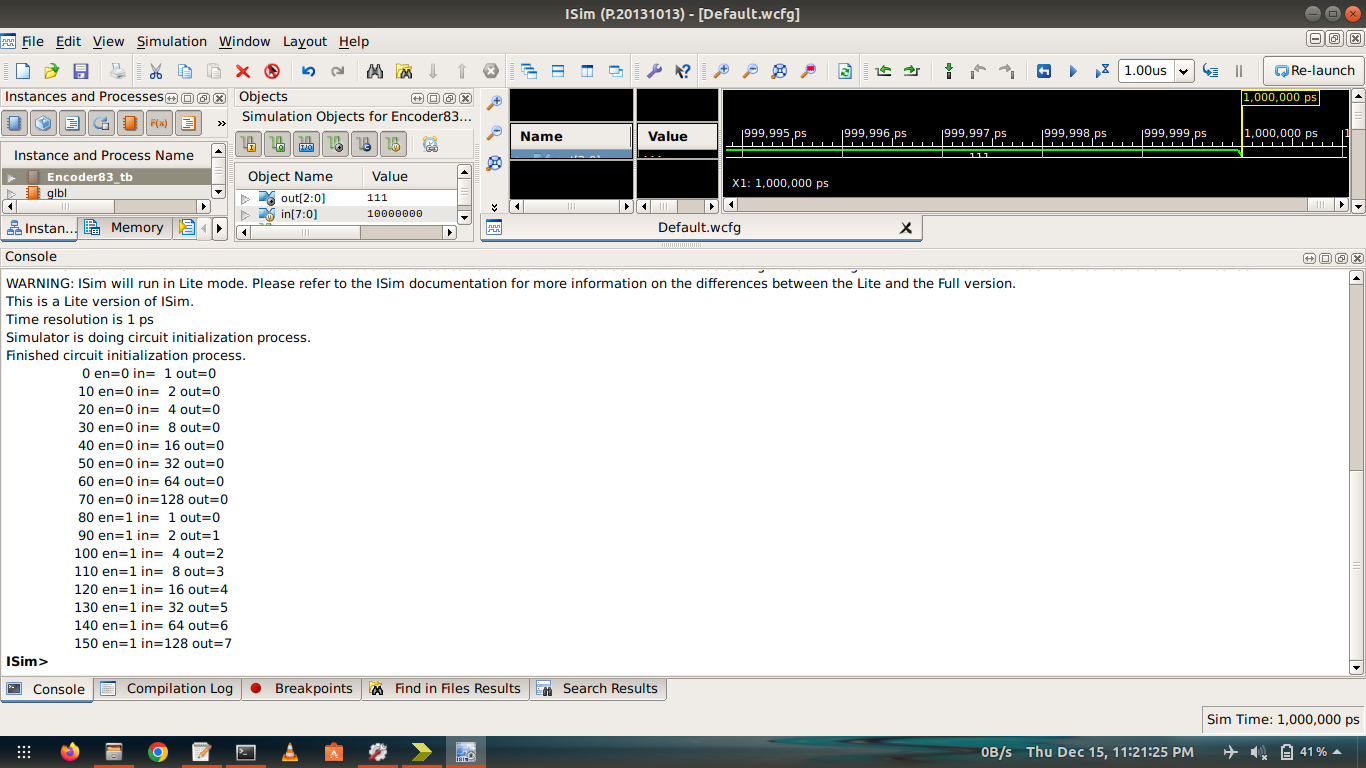 ISim (P.20131013) - [Default.wcfg]
File Edit View Simulation Window Layout Help
1.00us
Re-launch
Instances and Processes
Objects
Simulation Objects for Encoder83...
F(x)
Instance and Process Name
Encoder83_tb
glbl
Instan...
Memory
Object Name Value
out[2:0] 111
in[7:0] 10000000
Name Value
1,000,000 ps
999,995 ps 999,996 ps 999,997 ps 999,998 ps 999,999 ps 1,000,000 ps
111
X1: 1,000,000 ps
Default.wcfg
Console
WARNING: ISim will run in Lite mode. Please refer to the ISim documentation for more information on the differences between the Lite and the Full version.
This is a Lite version of ISim.
Time resolution is 1 ps
Simulator is doing circuit initialization process.
Finished circuit initialization process.
0 en=0 in=  1 out=0
10 en=0 in=  2 out=0
20 en=0 in=  4 out=0
30 en=0 in=  8 out=0
40 en=0 in= 16 out=0
50 en=0 in= 32 out=0
60 en=0 in= 64 out=0
70 en=0 in=128 out=0
80 en=1 in=  1 out=0
90 en=1 in=  2 out=1
100 en=1 in=  4 out=2
110 en=1 in=  8 out=3
120 en=1 in= 16 out=4
130 en=1 in= 32 out=5
140 en=1 in= 64 out=6
150 en=1 in=128 out=7
ISim>
Console Compilation Log Breakpoints Find in Files Results Search Results
Sim Time: 1,000,000 ps
0B/s Thu Dec 15, 11:21:25 PM 41 %